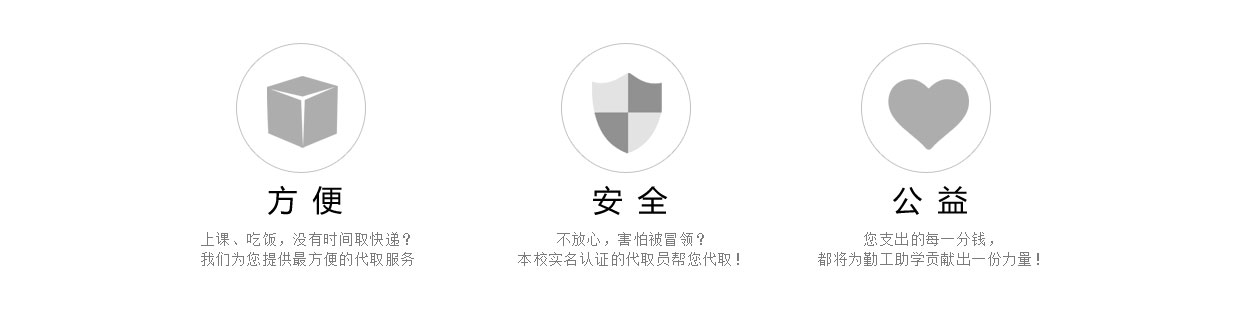 方便
上课、吃饭，没有时间取快递？
我们为您提供最方便的代取服务
安全
不放心，害怕被冒领？
本校实名认证的代取员帮您代取！
公益
您支出的每一分钱，
都将为勤工助学贡献出一份力量！